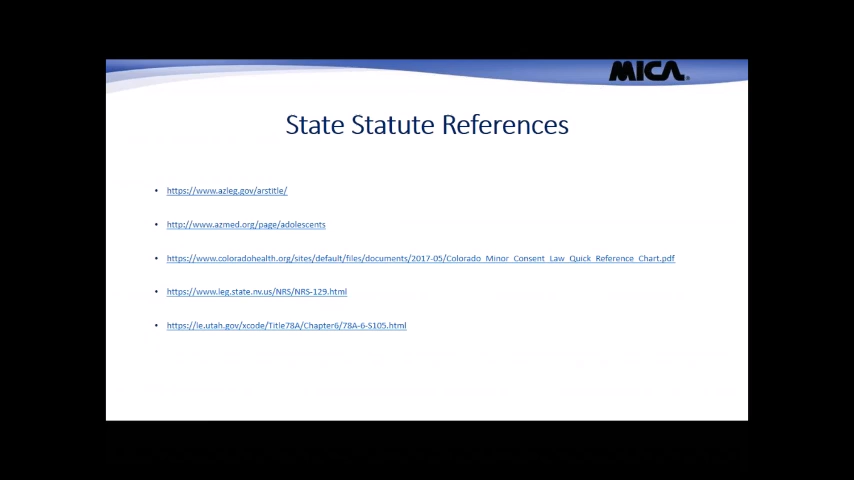 MICA®
State Statute References
• https://www.azleg.gov/arstitle/
• http://www.azmed.org/page/adolescents
• https://www.coloradohealth.org/sites/default/files/documents/2017-05/Colorado_Minor_Consent_Law_Quick_Reference_Chart.pdf
• https://www.leg.state.nv.us/NRS/NRS-129.html
• https://le.utah.gov/xcode/Title78A/Chapter6/78A-6-S105.html